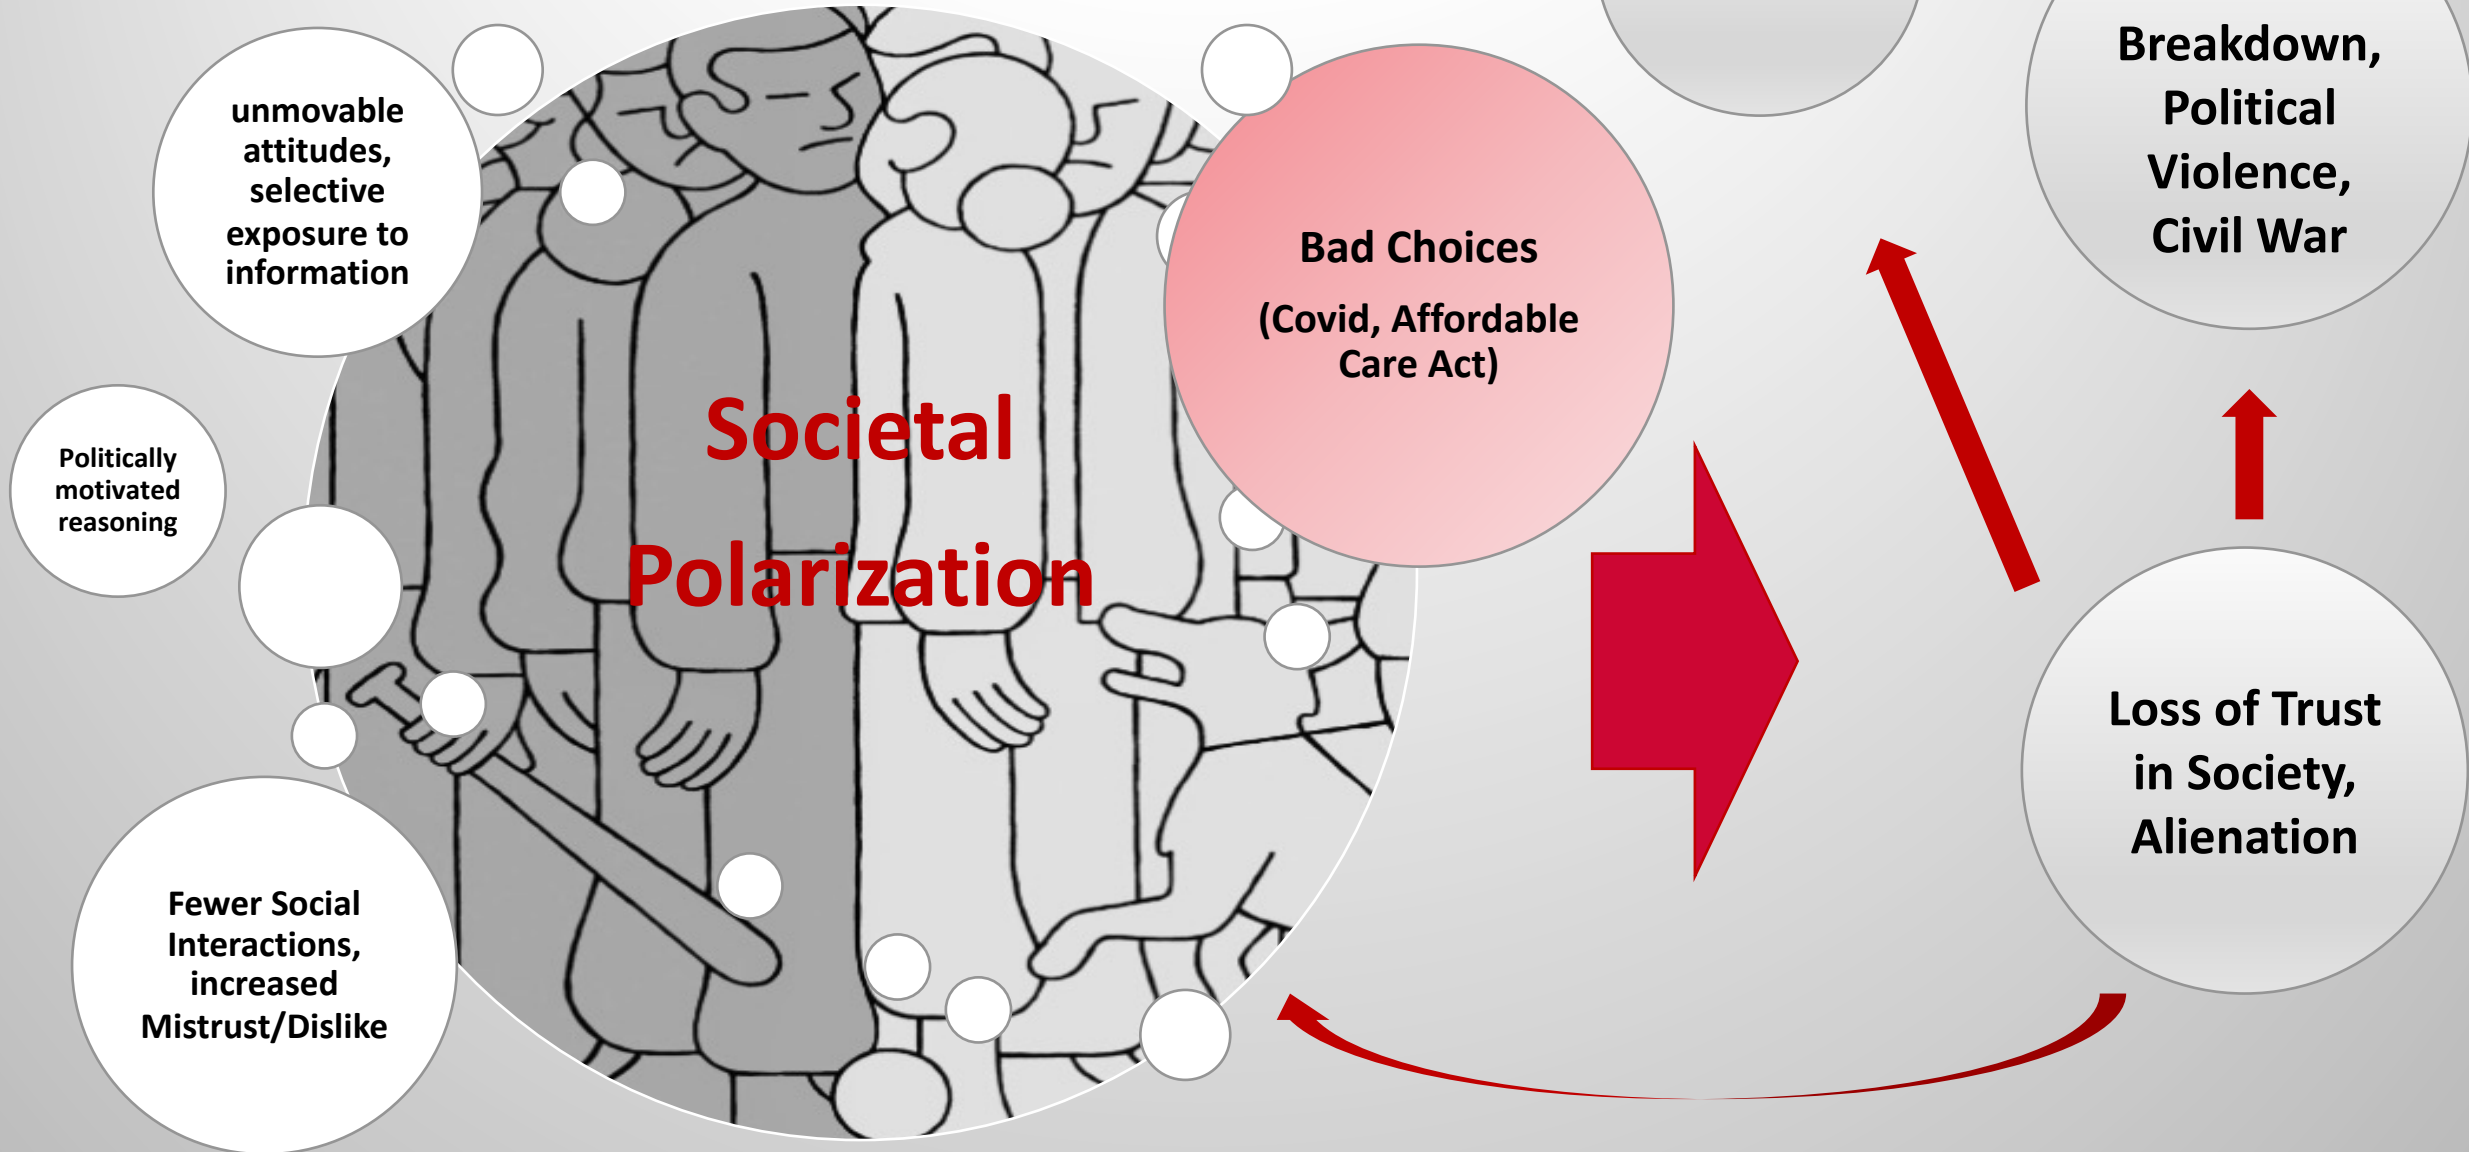 unmovable
attitudes,
selective
exposure to
information
Politically
motivated
reasoning
Fewer Social
Interactions,
increased
Mistrust/Dislike
Societal
Polarization
Bad Choices
(Covid, Affordable
Care Act)
Breakdown,
Political
Violence,
Civil War
Loss of Trust
in Society,
Alienation